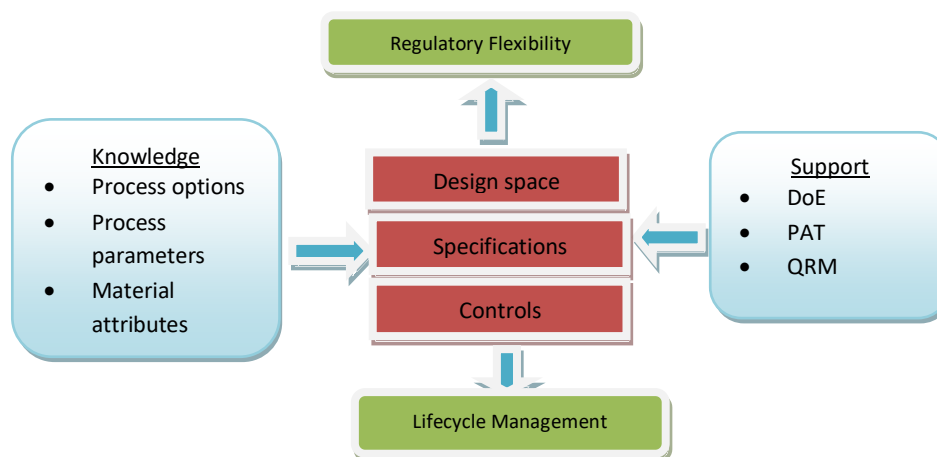 Regulatory Flexibility
Knowledge
• Process options
• Process
parameters
• Material
attributes
Design space
Specifications
Controls
Support
• DoE
• PAT
• QRM
Lifecycle Management